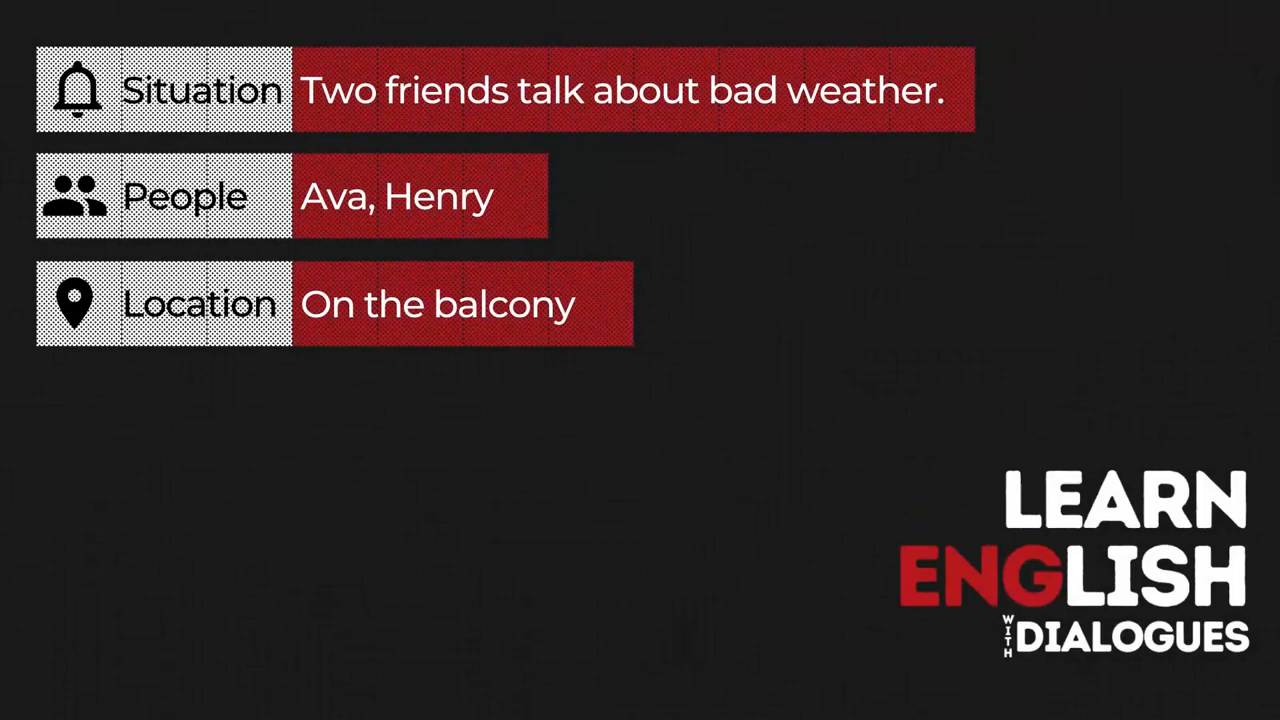 Situation Two friends talk about bad weather.
People Ava, Henry
Location On the balcony
LEARN
ENGLISH
WITH DIALOGUES